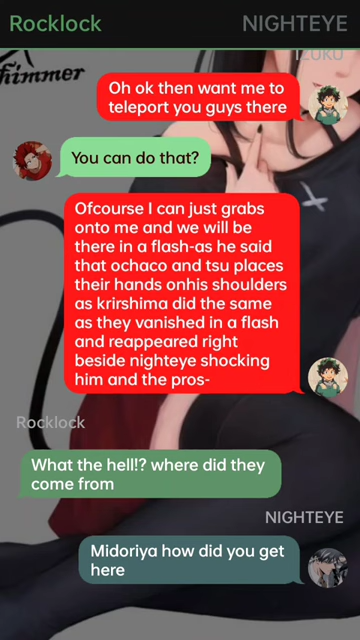 Rocklock
NIGHTEYE
himmer
IZUKU
Oh ok then want me to
teleport you guys there
You can do that?
Ofcourse I can just grabs
onto me and we will be
there in a flash-as he said
that ochaco and tsu places
their hands onhis shoulders
as krirshima did the same
as they vanished in a flash
and reappeared right
beside nighteye shocking
him and the pros-
Rocklock
What the hell!? where did they
come from
NIGHTEYE
Midoriya how did you get
here